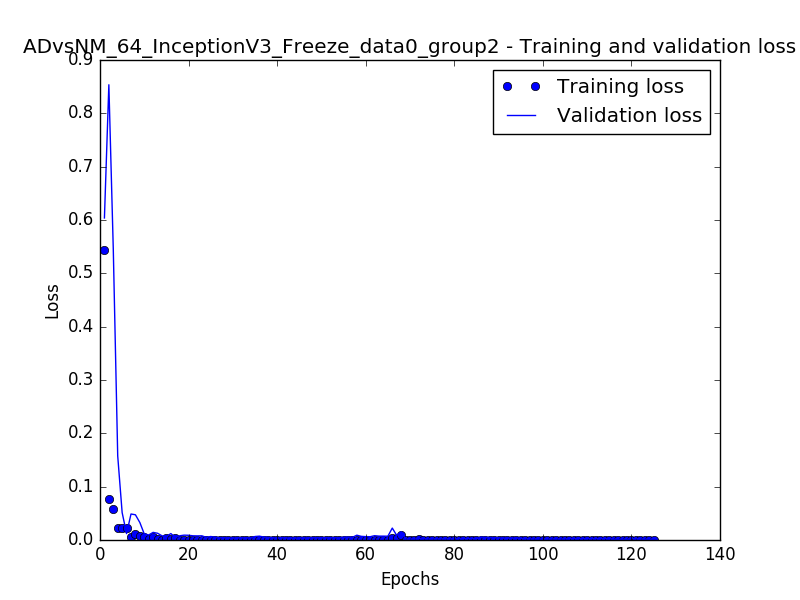 ADvsNM_64_InceptionV3_Freeze_data0_group2 - Training and validation loss
Training loss
Validation loss
0.9
0.8
0.7
0.6
0.5
0.4
0.3
0.2
0.1
0.0
Loss
0 20 40 60 80 100 120 140
Epochs